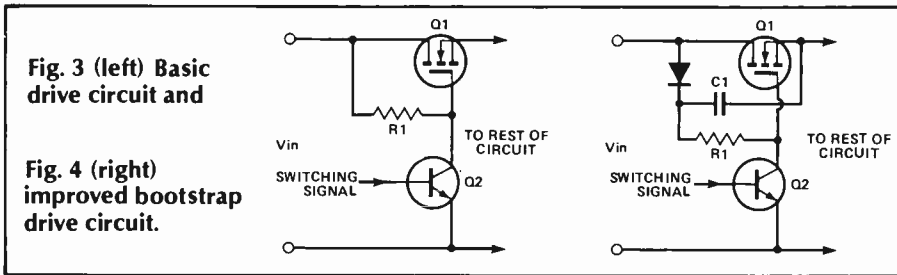 Fig. 3 (left) Basic
drive circuit and
Fig. 4 (right)
improved bootstrap
drive circuit.
Q1
R1
Vin
TO REST OF
CIRCUIT
SWITCHING
SIGNAL
Q2
Q1
C1
R1
Vin
TO REST OF
CIRCUIT
SWITCHING
SIGNAL
Q2